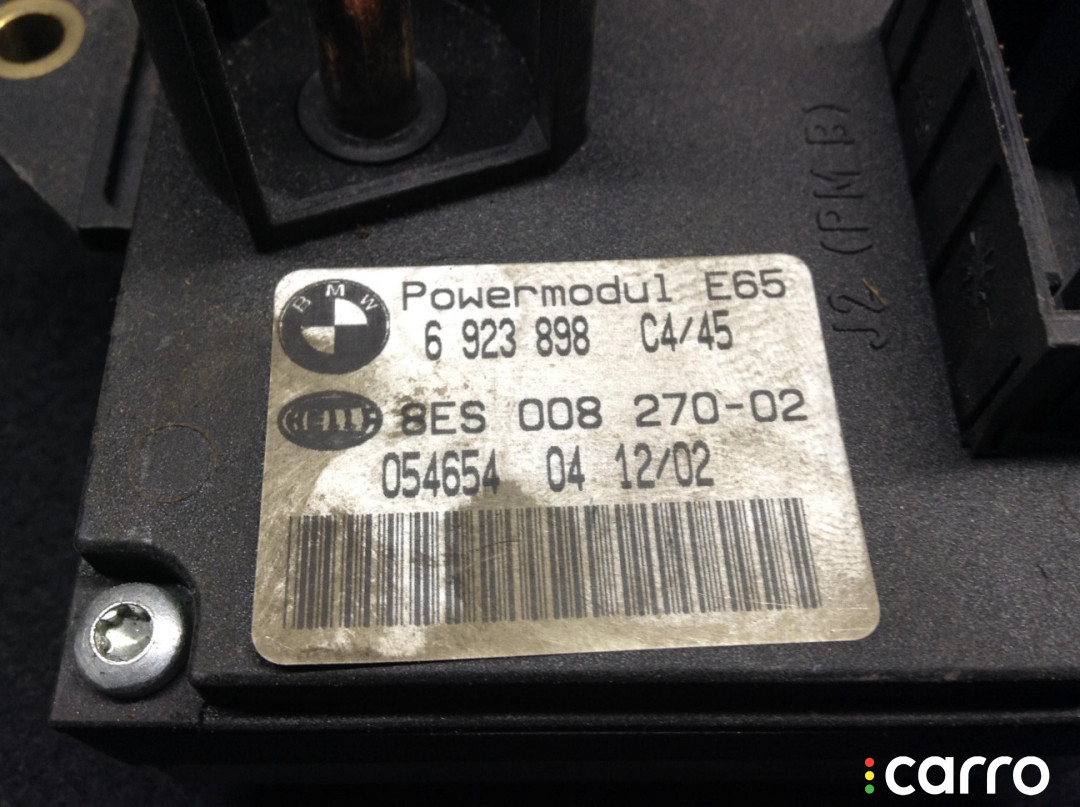 J2 (PM.B)
BMW
Powermodul E65
6 923 898 C4/45
HELLA
8ES 008 270-02
054654 04 12/02
carro